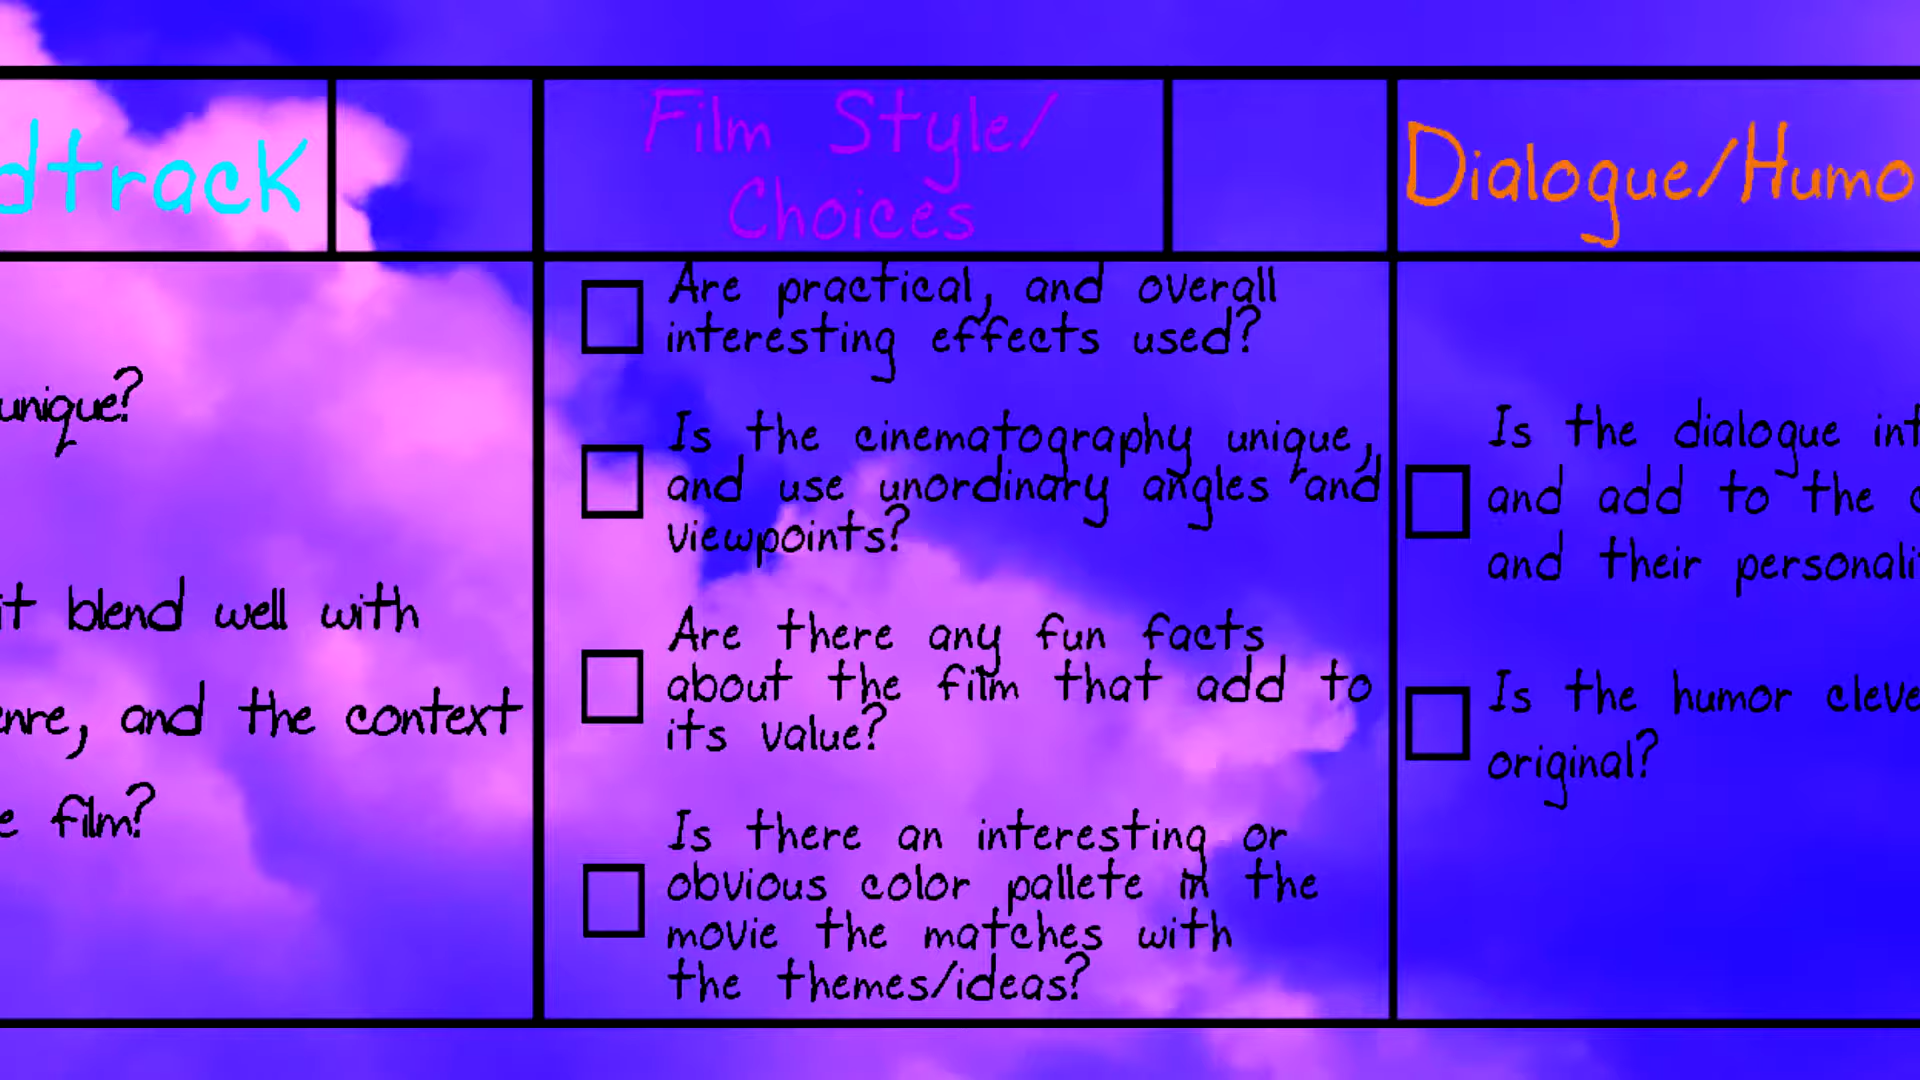 dtrack
unique?
it blend well with
enre, and the context
e film?
Film Style/
Choices
Are practical, and overall
interesting effects used?
Is the cinematography unique,
and use unordinary angles and
viewpoints?
Are there any fun facts
about the film that add to
its value?
Is there an interesting or
obvious color pallete in the
movie the matches with
the themes/ideas?
Dialogue/Humo
Is the dialogue int
and add to the c
and their personali
Is the humor cleve
original?